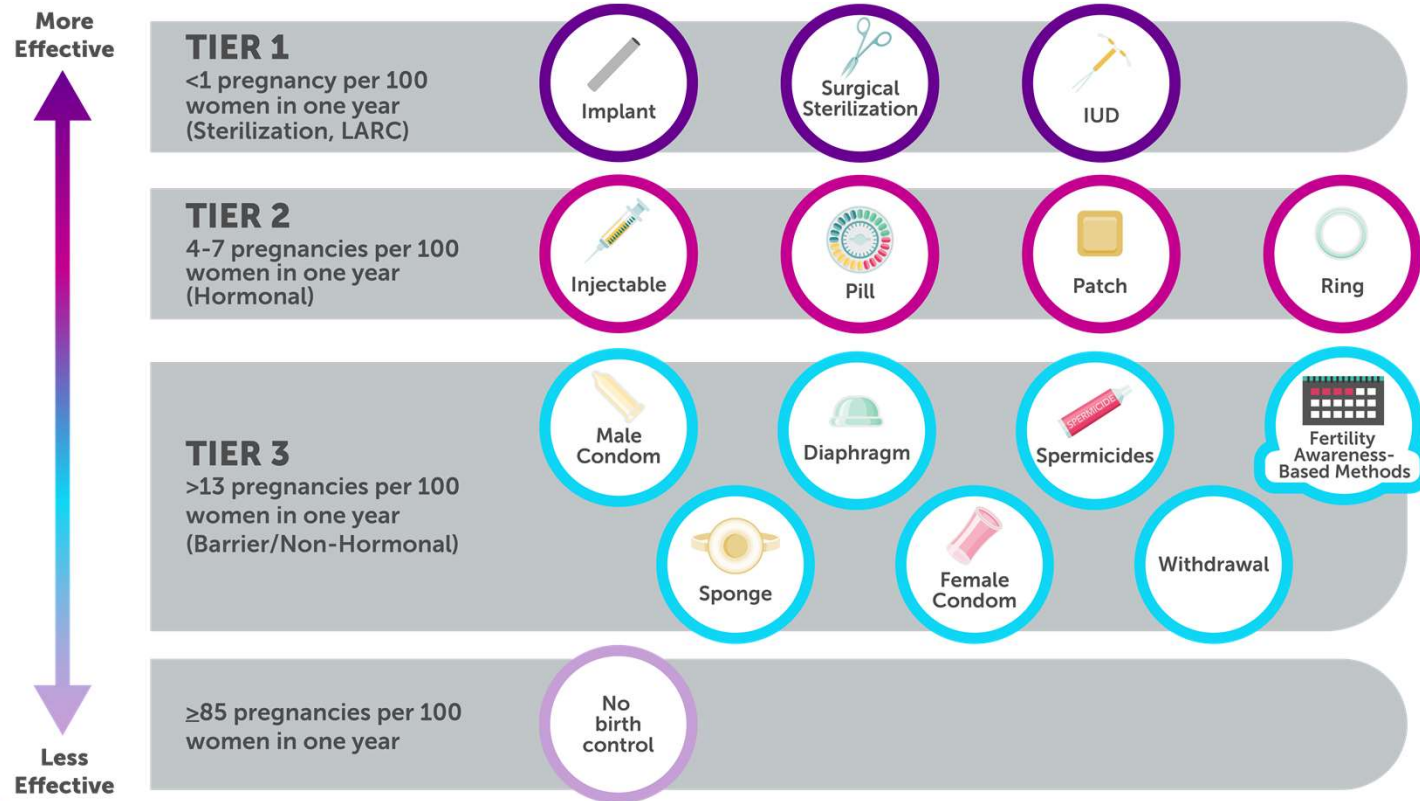 More
Effective
TIER 1
<1 pregnancy per 100
women in one year
(Sterilization, LARC)
Implant
Surgical
Sterilization
IUD
TIER 2
4-7 pregnancies per 100
women in one year
(Hormonal)
Injectable
Pill
Patch
Ring
TIER 3
>13 pregnancies per 100
women in one year
(Barrier/Non-Hormonal)
Male
Condom
Diaphragm
SPERMICIDE
Spermicides
Fertility
Awareness-
Based Methods
Sponge
Female
Condom
Withdrawal
≥85 pregnancies per 100
women in one year
No
birth
control
Less
Effective